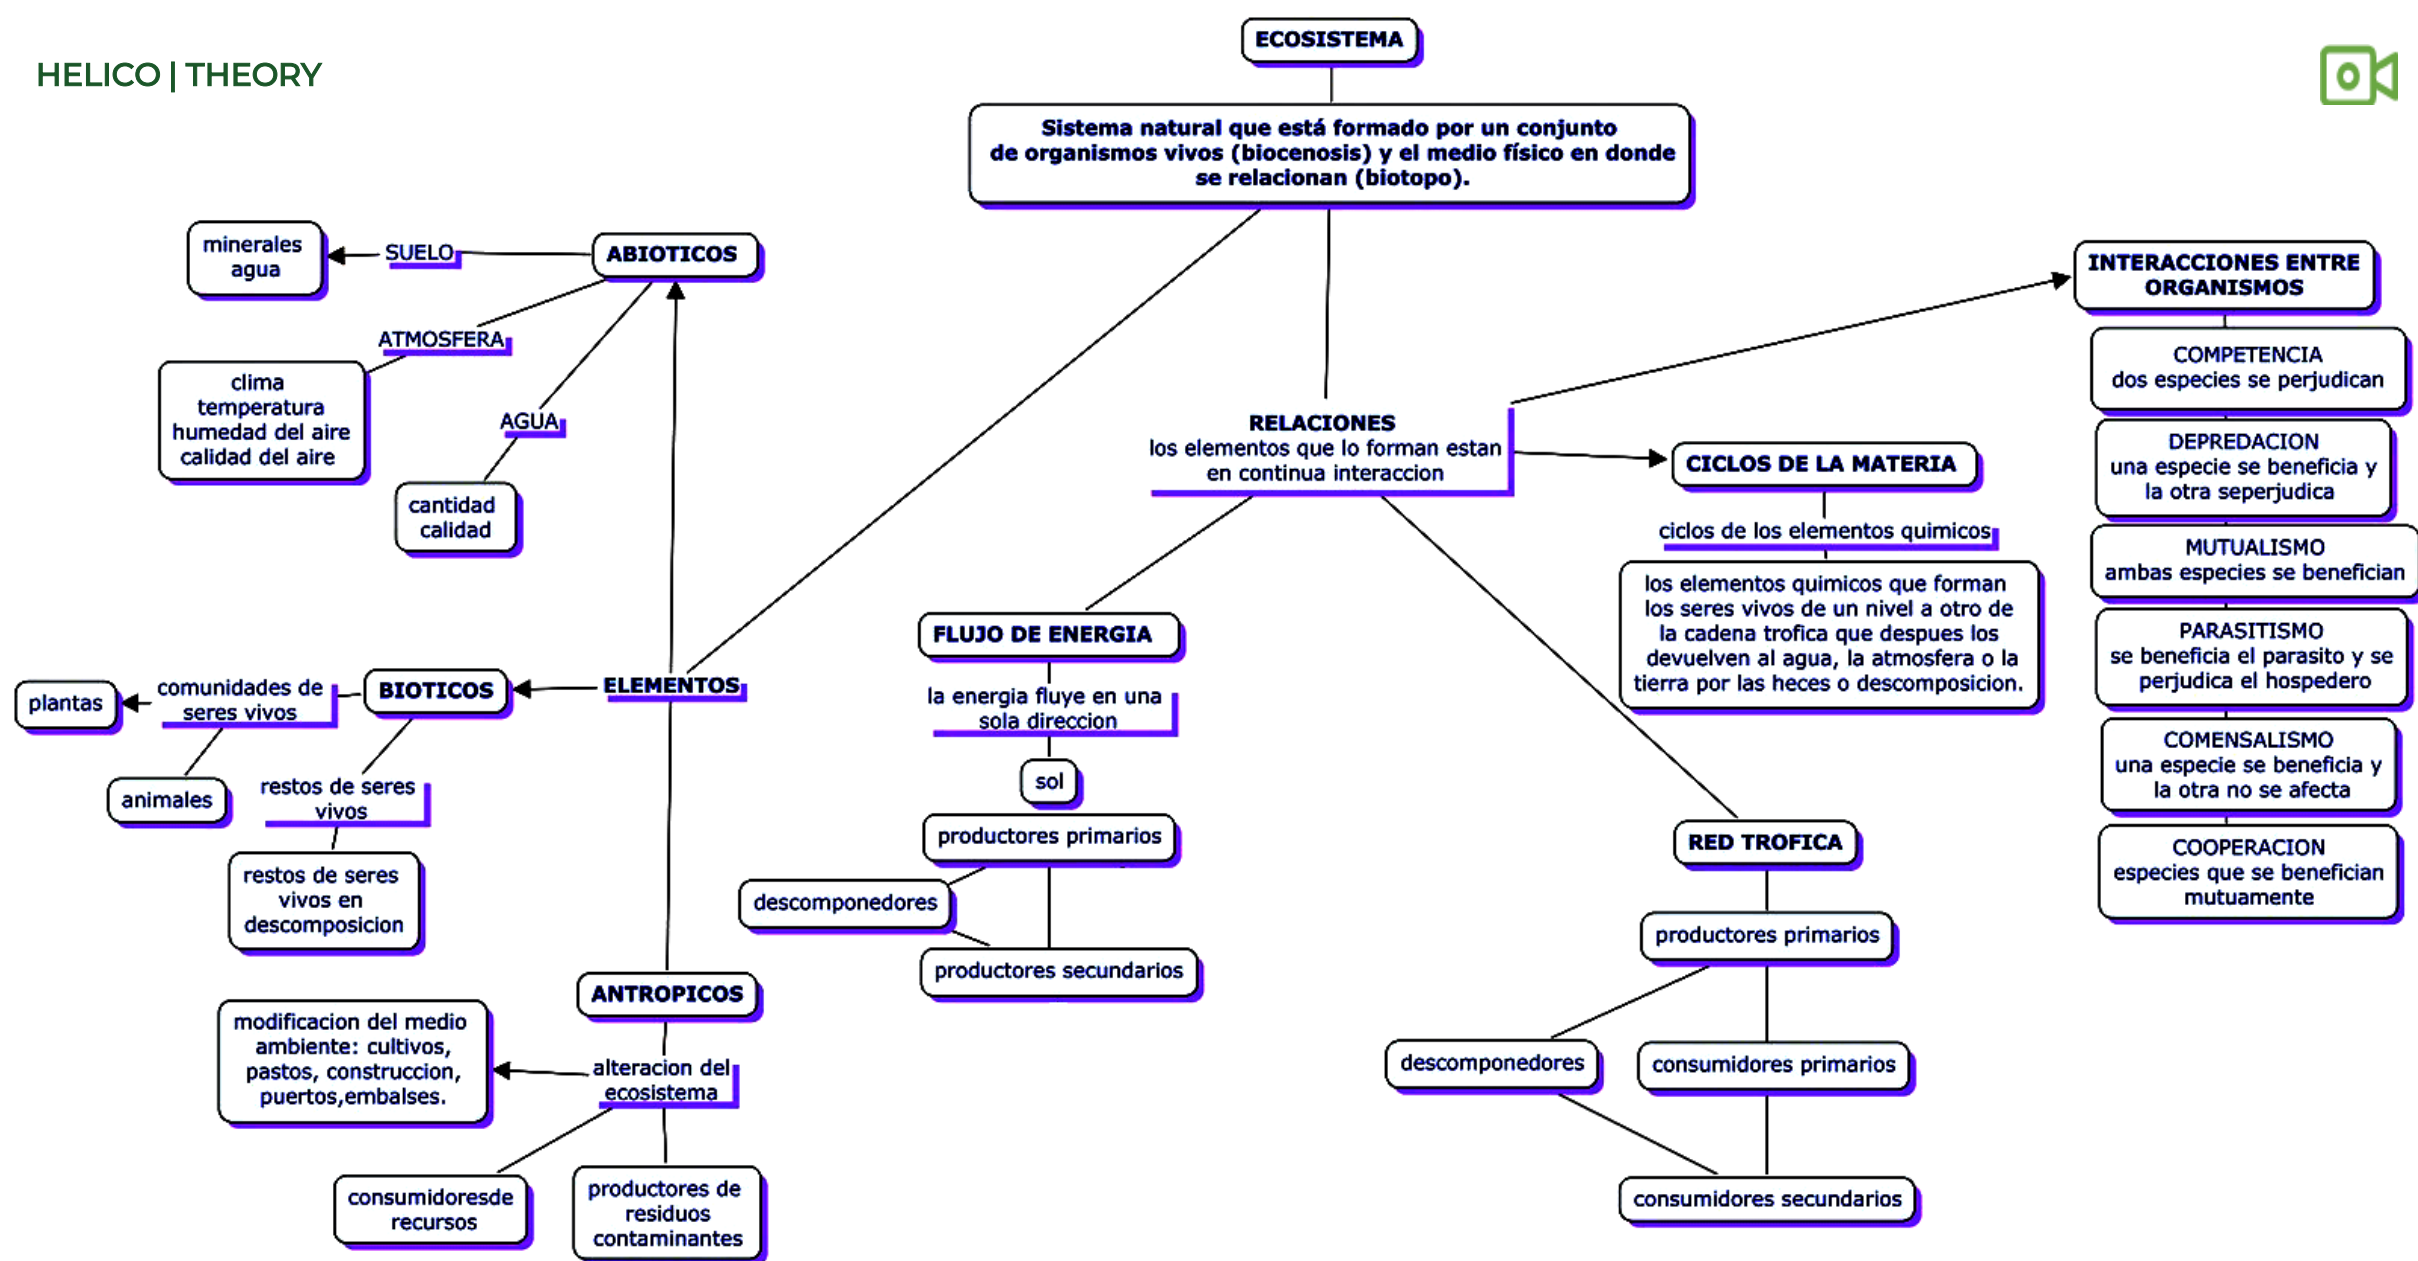 HELICO | THEORY
ECOSISTEMA
Sistema natural que está formado por un conjunto
de organismos vivos (biocenosis) y el medio físico en donde
se relacionan (biotopo).
ABIOTICOS
SUELO
minerales
agua
ATMOSFERA
clima
temperatura
humedad del aire
calidad del aire
AGUA
cantidad
calidad
ELEMENTOS
BIOTICOS
comunidades de
seres vivos
plantas
animales
restos de seres
vivos
restos de seres
vivos en
descomposicion
ANTROPICOS
alteracion del
ecosistema
modificacion del medio
ambiente: cultivos,
pastos, construccion,
puertos,embalses.
consumidoresde
recursos
productores de
residuos
contaminantes
RELACIONES
los elementos que lo forman estan
en continua interaccion
FLUJO DE ENERGIA
la energia fluye en una
sola direccion
sol
productores primarios
descomponedores
productores secundarios
CICLOS DE LA MATERIA
ciclos de los elementos quimicos
los elementos quimicos que forman
los seres vivos de un nivel a otro de
la cadena trofica que despues los
devuelven al agua, la atmosfera o la
tierra por las heces o descomposicion.
RED TROFICA
productores primarios
descomponedores
consumidores primarios
consumidores secundarios
INTERACCIONES ENTRE
ORGANISMOS
COMPETENCIA
dos especies se perjudican
DEPREDACION
una especie se beneficia y
la otra seperjudica
MUTUALISMO
ambas especies se benefician
PARASITISMO
se beneficia el parasito y se
perjudica el hospedero
COMENSALISMO
una especie se beneficia y
la otra no se afecta
COOPERACION
especies que se benefician
mutuamente